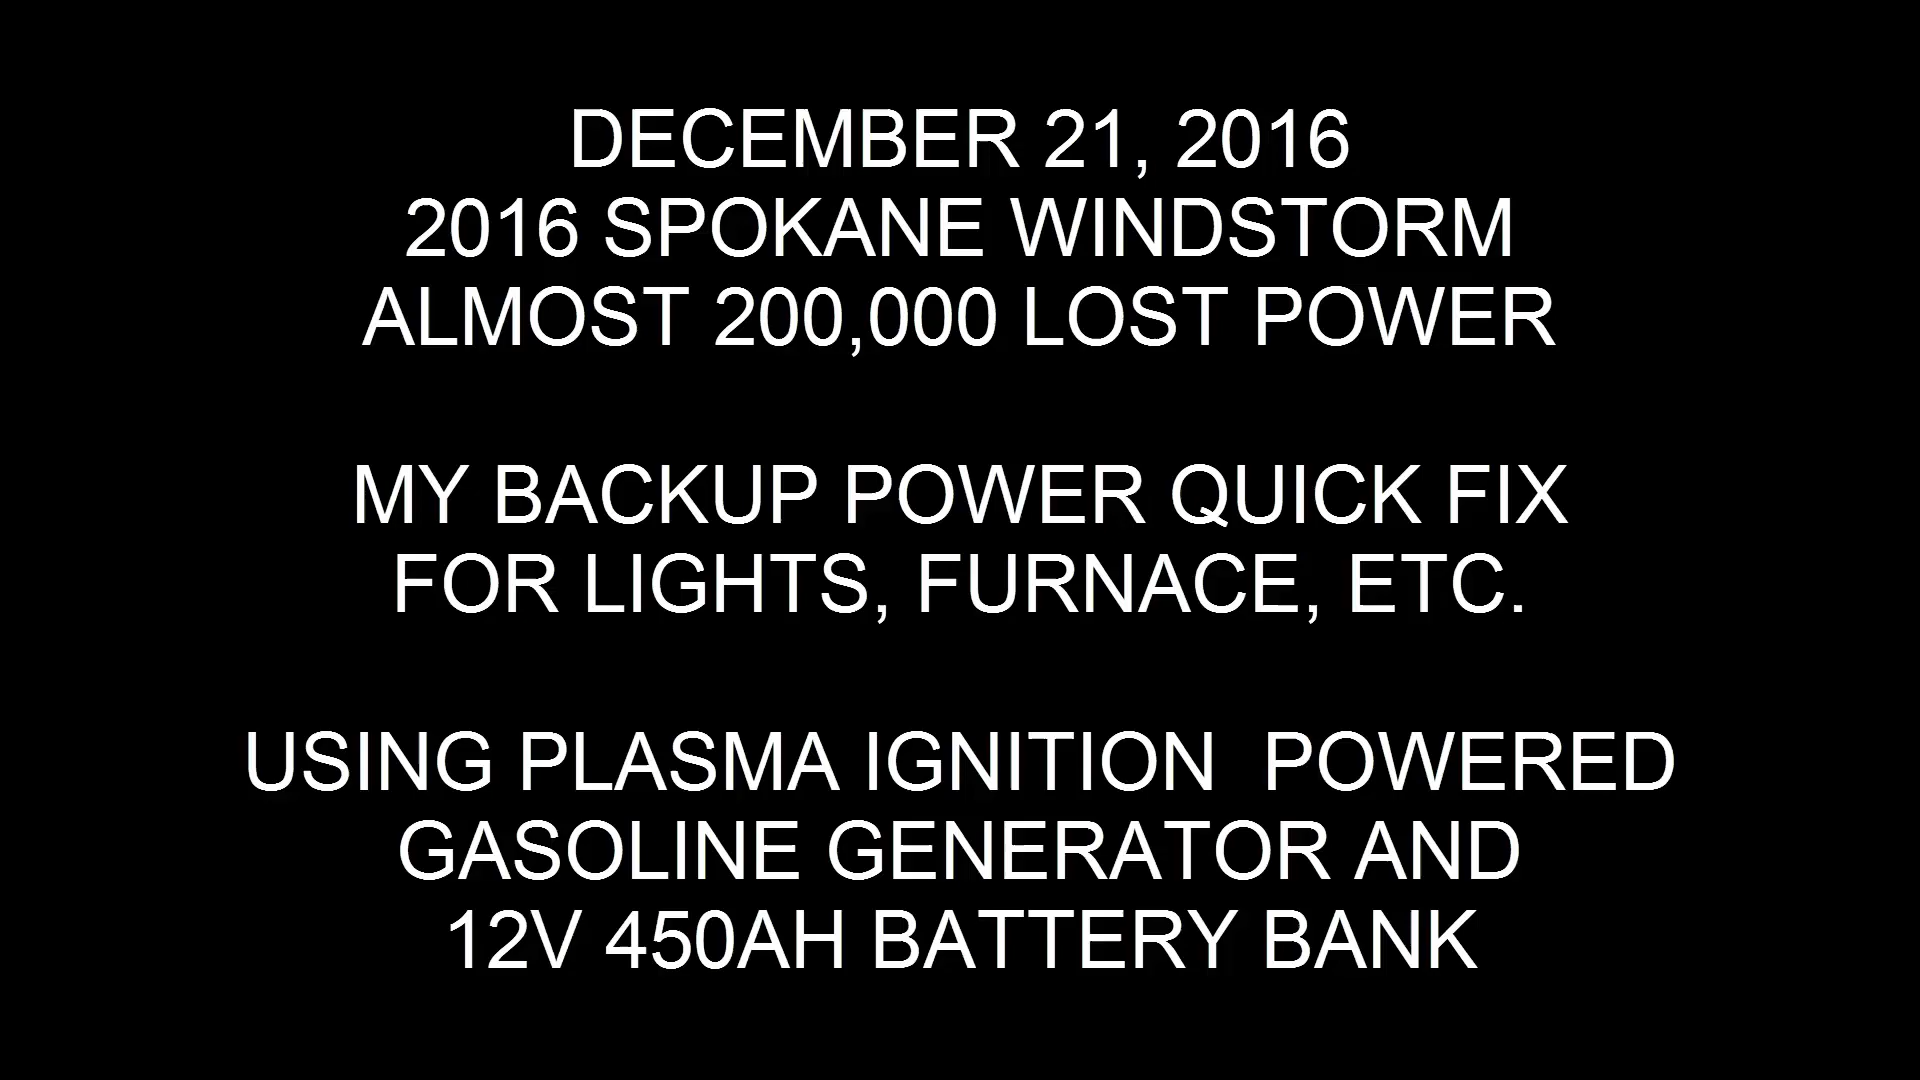 DECEMBER 21, 2016
2016 SPOKANE WINDSTORM
ALMOST 200,000 LOST POWER
MY BACKUP POWER QUICK FIX
FOR LIGHTS, FURNACE, ETC.
USING PLASMA IGNITION  POWERED
GASOLINE GENERATOR AND
12V 450AH BATTERY BANK